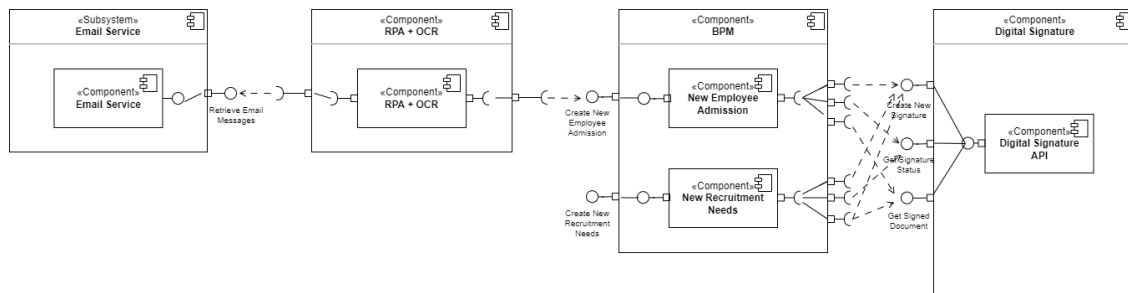 «Subsystem»
Email Service
«Component»
Email Service
Retrieve Email
Messages
«Component»
RPA + OCR
«Component»
RPA + OCR
Create New
Employee
Admission
«Component»
BPM
«Component»
New Employee
Admission
Create New
Recruitment
Needs
«Component»
New Recruitment
Needs
«Component»
Digital Signature
Create New
Signature
Get Signature
Status
Get Signed
Document
«Component»
Digital Signature
API